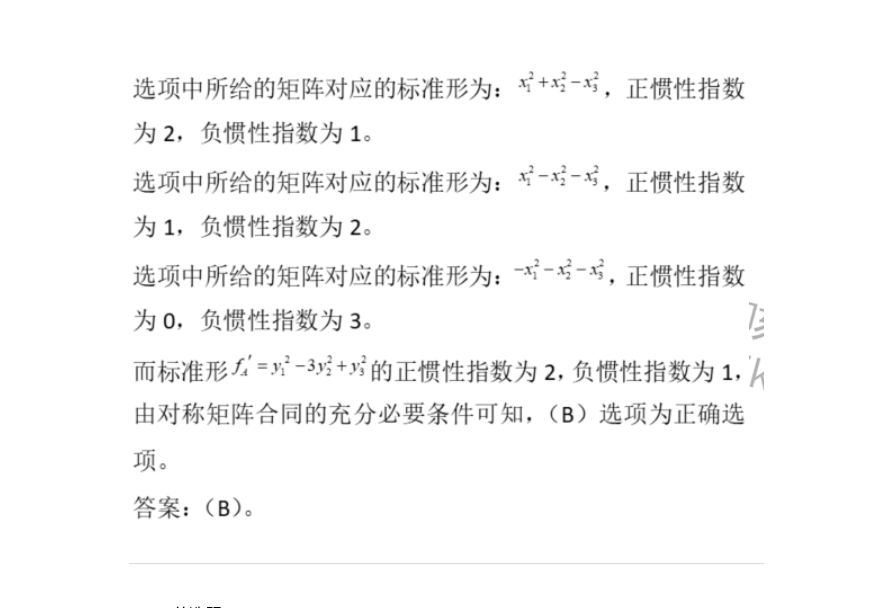 选项中所给的矩阵对应的标准形为：x₁²+x₂²−x₃²，正惯性指数
为 2，负惯性指数为 1。
选项中所给的矩阵对应的标准形为：x₁²−x₂²−x₃²，正惯性指数
为 1，负惯性指数为 2。
选项中所给的矩阵对应的标准形为：−x₁²−x₂²−x₃²，正惯性指数
为 0，负惯性指数为 3。
而标准形 f_A′=y₁²−3y₂²+y₃² 的正惯性指数为 2，负惯性指数为 1，
由对称矩阵合同的充分必要条件可知，（B）选项为正确选
项。
答案：（B）。